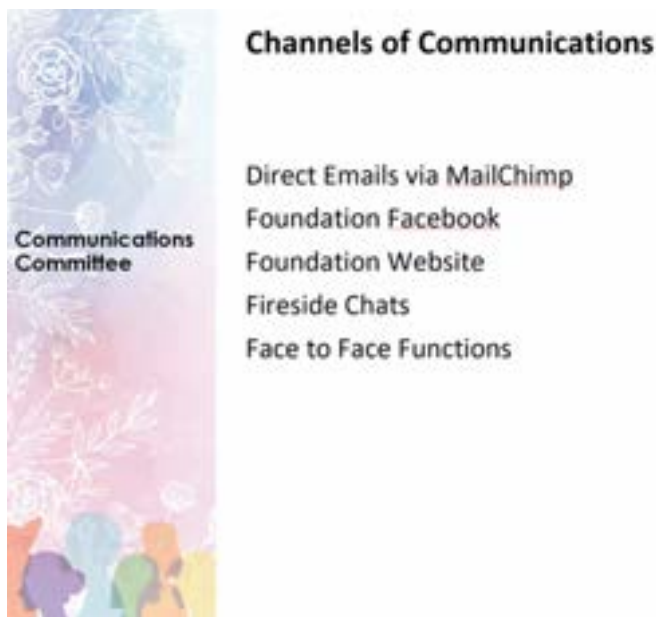 Channels of Communications
Communications
Committee
Direct Emails via MailChimp
Foundation Facebook
Foundation Website
Fireside Chats
Face to Face Functions